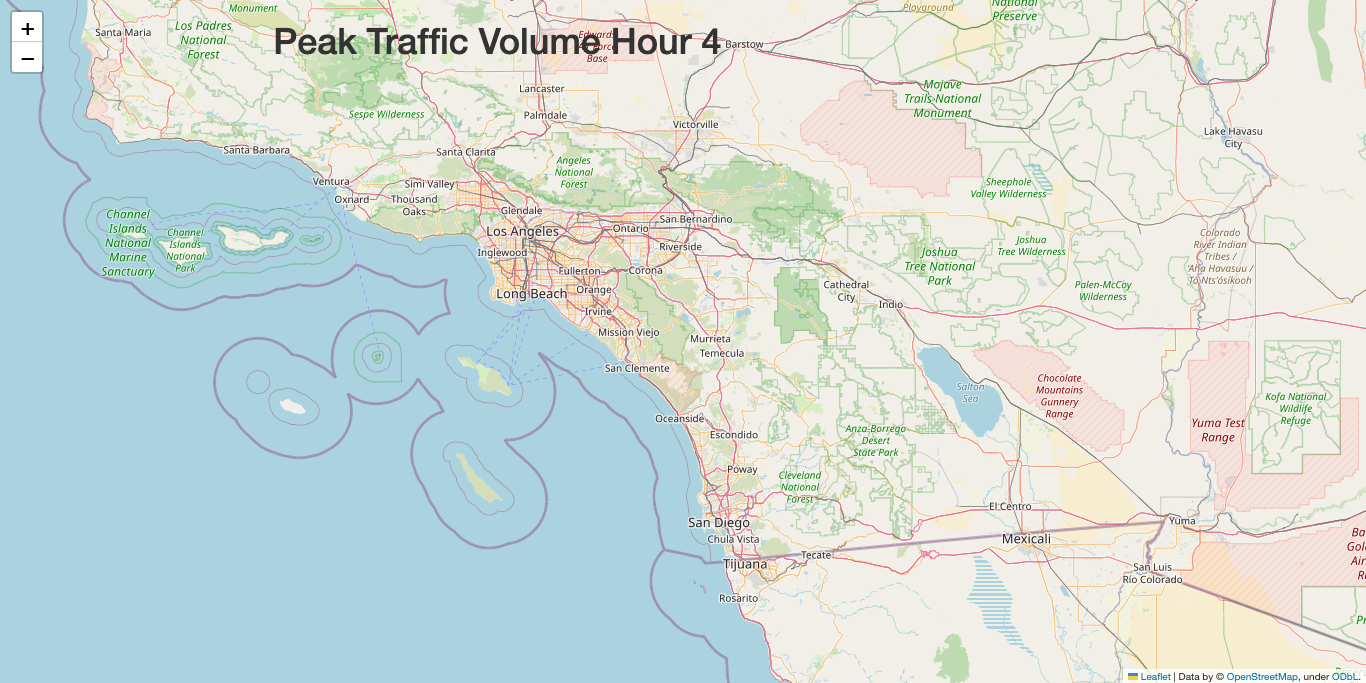 +
−
Peak Traffic Volume Hour 4
Monument
Playground
National
Preserve
Santa Maria
Los Padres
National
Forest
Edwards
Air Force
Base
Barstow
Lancaster
Palmdale
Sespe Wilderness
Victorville
Mojave
Trails National
Monument
Lake Havasu
City
Santa Barbara
Santa Clarita
Angeles
National
Forest
Ventura
Oxnard
Simi Valley
Thousand
Oaks
Glendale
Los Angeles
Inglewood
Ontario
San Bernardino
Riverside
Sheephole
Valley Wilderness
Channel
Islands
National
Marine
Sanctuary
Channel
Islands
National
Park
Fullerton
Corona
Long Beach
Orange
Irvine
Mission Viejo
Joshua
Tree National
Park
Joshua
Tree Wilderness
Colorado
River Indian
Tribes /
ʼAha Havasuu /
Tó Ntsʼósíkooh
Cathedral
City
Indio
Palen-McCoy
Wilderness
Murrieta
Temecula
San Clemente
Salton
Sea
Chocolate
Mountains
Gunnery
Range
Kofa National
Wildlife
Refuge
Yuma Test
Range
Oceanside
Escondido
Anza-Borrego
Desert
State Park
Poway
Cleveland
National
Forest
San Diego
Chula Vista
El Centro
Yuma
Mexicali
Tijuana
Tecate
San Luis
Río Colorado
Rosarito
Leaflet | Data by © OpenStreetMap, under ODbL.